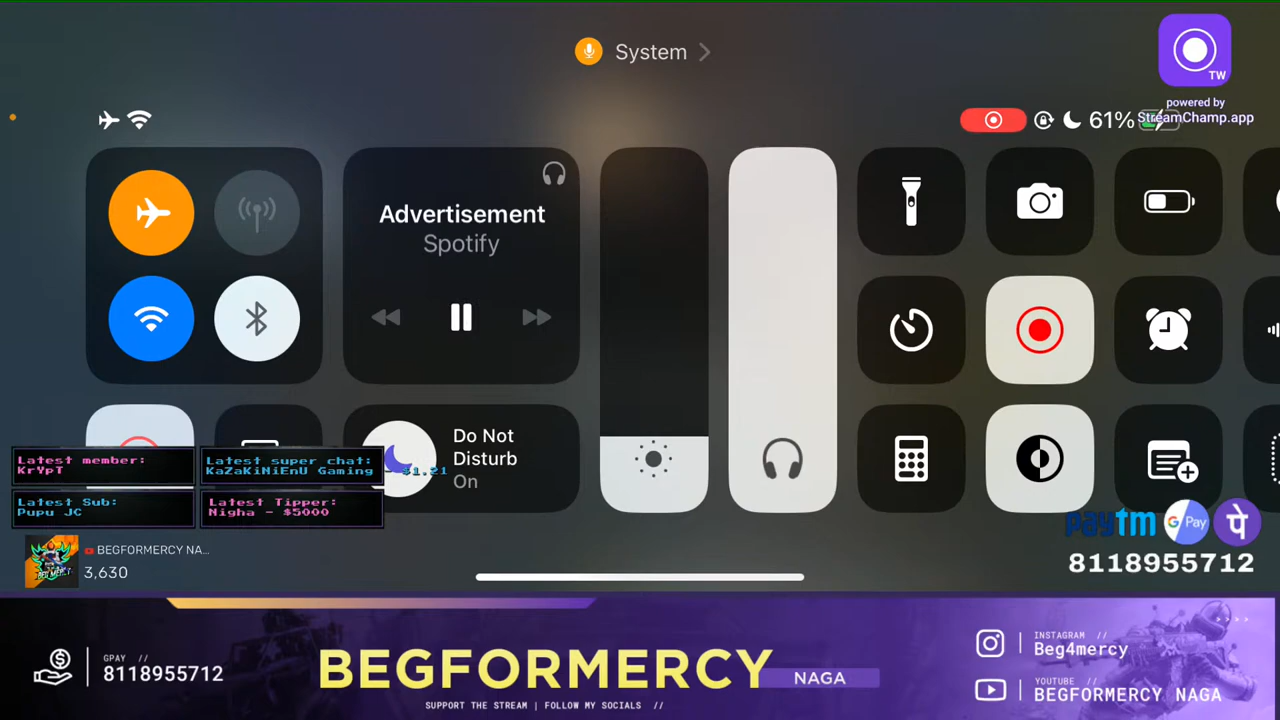 System
TW
powered by
StreamChamp.app
61%
Advertisement
Spotify
Do Not
Disturb
On
Latest member:
KrYpT
Latest super chat:
KaZaKiNiEnU Gaming - $1.21
Latest Sub:
Pupu JC
Latest Tipper:
Nigha - $5000
BEGFORMERCY NA...
3,630
paytm G Pay पे
8118955712
GPAY //
8118955712
BEGFORMERCY
NAGA
SUPPORT THE STREAM | FOLLOW MY SOCIALS //
>>>>
INSTAGRAM //
Beg4mercy
YOUTUBE //
BEGFORMERCY NAGA